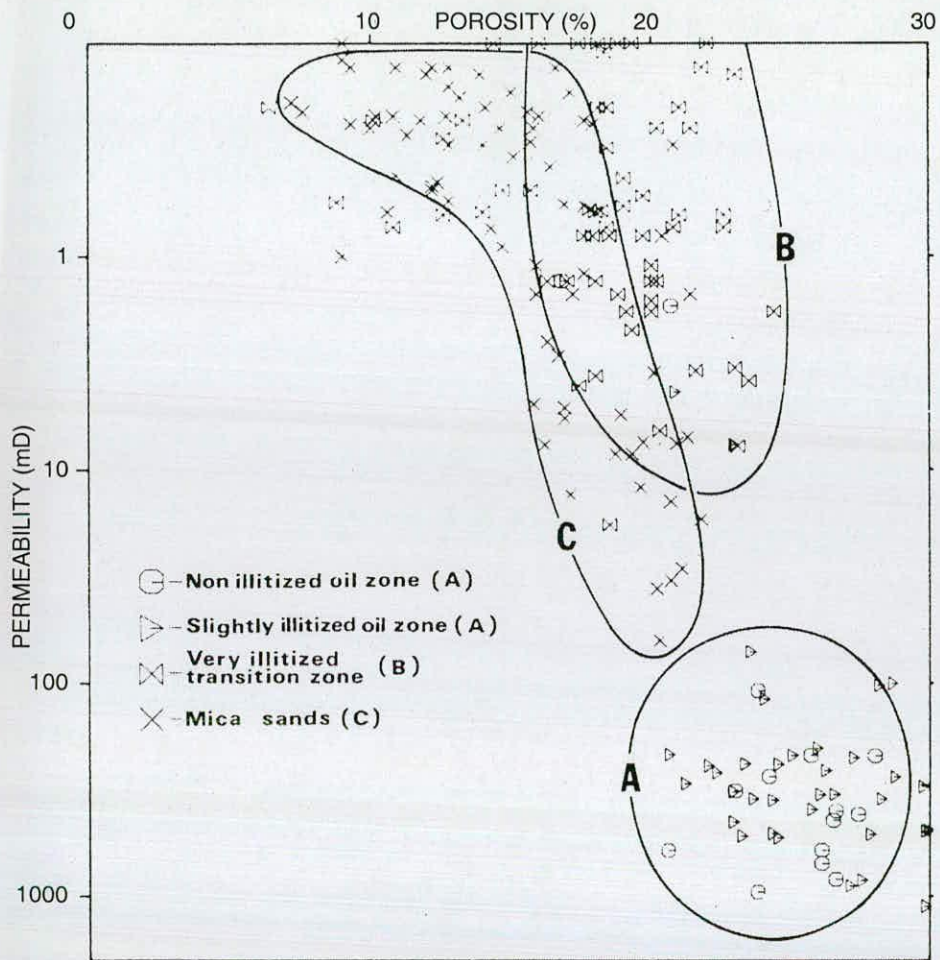 0 10 POROSITY (%) 20 30
PERMEABILITY (mD)
1
10
100
1000
B
C
A
Non illitized oil zone (A)
Slightly illitized oil zone (A)
Very illitized
transition zone (B)
Mica sands (C)